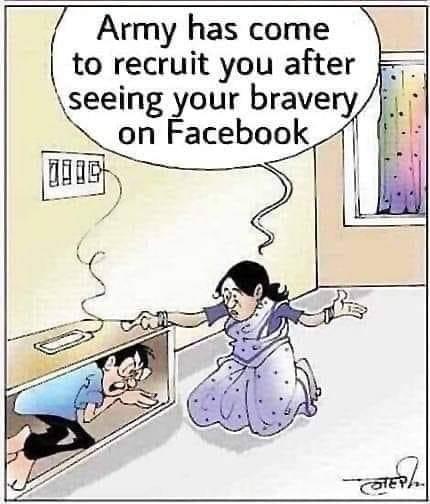 Army has come
to recruit you after
seeing your bravery
on Facebook